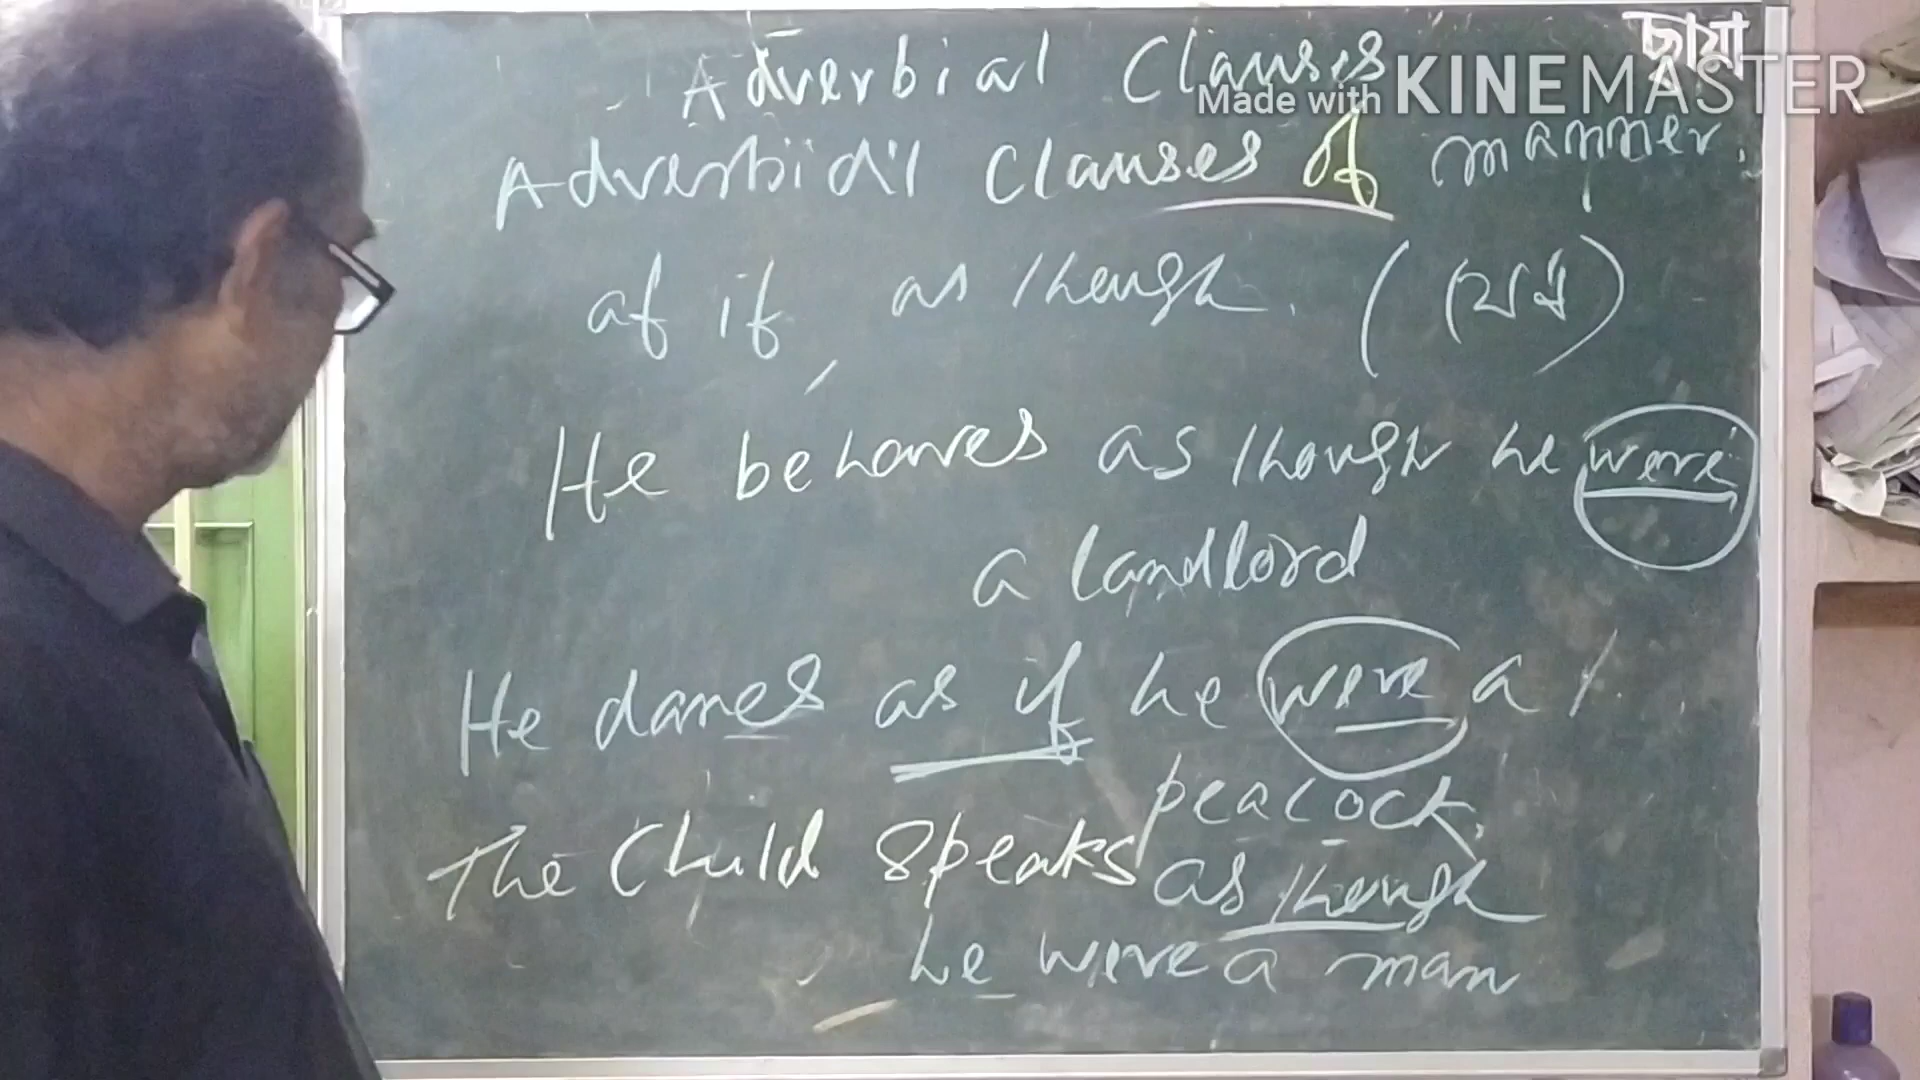 ছায়া
Made with KINEMASTER
Adverbial Clauses
Adverbial Clauses Of manner.
as if, as though. (যেন)
He behaves as though he were
a landlord
He dances as if he were a
peacock.
The Child Speaks as though
he were a man